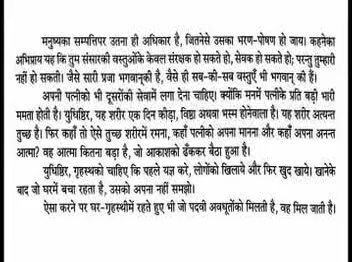 मनुष्यका सम्पत्तिपर उतना ही अधिकार है, जितनेसे उसका भरण-पोषण हो जाय। कहनेका
अभिप्राय यह कि तुम संसारकी वस्तुओंके केवल संरक्षक हो सकते हो, सेवक हो सकते हो; परन्तु तुम्हारी
नहीं हो सकती। जैसे सारी प्रजा भगवान्‌की है, वैसे ही सब-की-सब वस्तुएँ भी भगवान् की हैं।
अपनी पत्नीको भी दूसरोंकी सेवामें लगा देना चाहिए। क्योंकि मनमें पत्नीके प्रति बड़ी भारी
ममता होती है। युधिष्ठिर, यह शरीर एक दिन कीड़ा, विष्ठा अथवा भस्म होनेवाला है। यह शरीर अत्यन्त
तुच्छ है। फिर कहाँ तो ऐसे तुच्छ शरीरमें रमना, कहाँ पत्नीको अपना मानना और कहाँ अपना अनन्त
आत्मा? वह आत्मा कितना बड़ा है, जो आकाशको ढँककर बैठा हुआ है।
युधिष्ठिर, गृहस्थको चाहिए कि पहले यज्ञ करे, लोगोंको खिलाये और फिर खुद खाये। खानेके
बाद जो घरमें बचा रहता है, उसको अपना नहीं समझो।
ऐसा करने पर घर-गृहस्थीमें रहते हुए भी जो पदवी अवधूतोंको मिलती है, वह मिल जाती है।